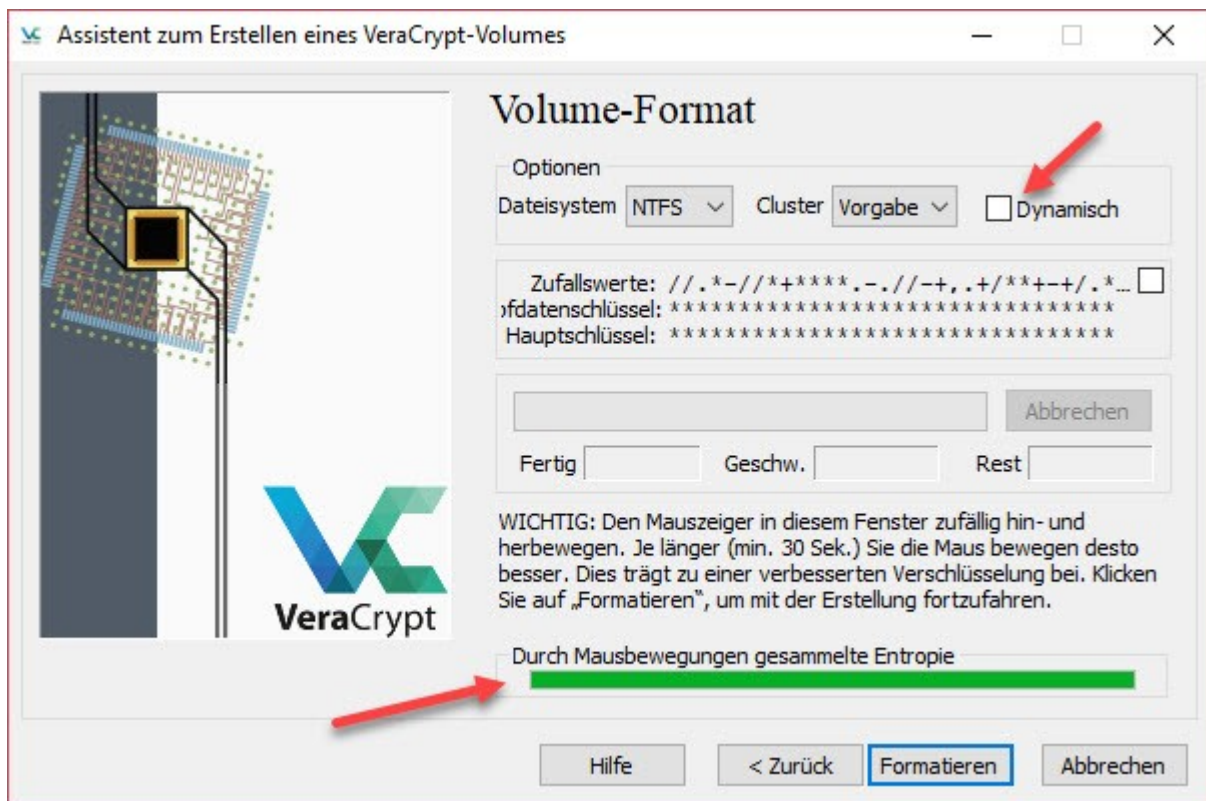 Assistent zum Erstellen eines VeraCrypt-Volumes
Volume-Format
Optionen
Dateisystem NTFS Cluster Vorgabe Dynamisch
Zufallswerte: //.*-//*+****.-.//-+,.+/**+-+/.*...
ofdatenschlüssel: ********************************
Hauptschlüssel: ********************************
Abbrechen
Fertig Geschw. Rest
WICHTIG: Den Mauszeiger in diesem Fenster zufällig hin- und
herbewegen. Je länger (min. 30 Sek.) Sie die Maus bewegen desto
besser. Dies trägt zu einer verbesserten Verschlüsselung bei. Klicken
Sie auf „Formatieren“, um mit der Erstellung fortzufahren.
VeraCrypt
Durch Mausbewegungen gesammelte Entropie
Hilfe < Zurück Formatieren Abbrechen